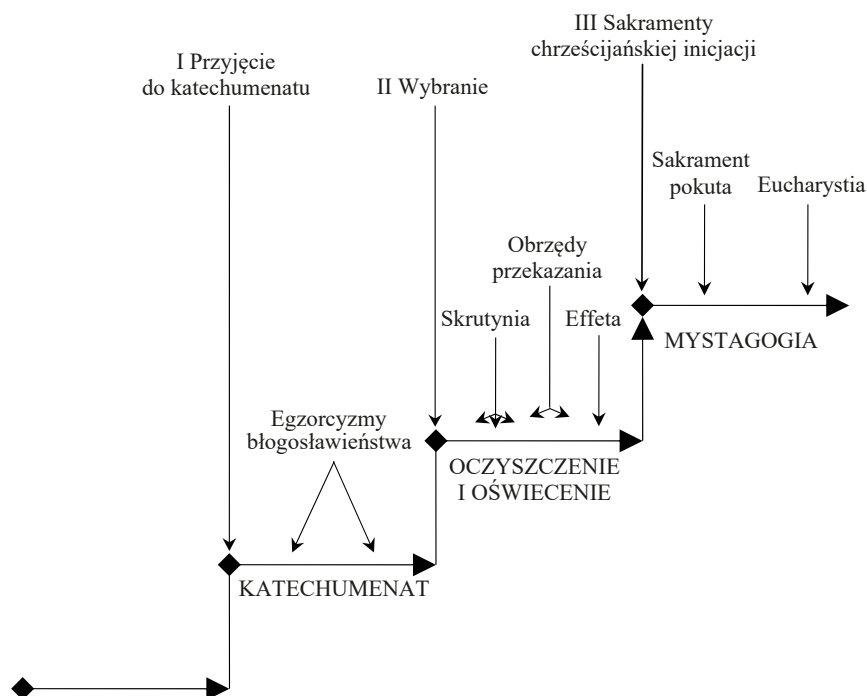 III Sakramenty
chrześcijańskiej inicjacji
I Przyjęcie
do katechumenatu
II Wybranie
Sakrament
pokuta
Eucharystia
Obrzędy
przekazania
Skrutynia
Effeta
MYSTAGOGIA
Egzorcyzmy
błogosławieństwa
OCZYSZCZENIE
I OŚWIECENIE
KATECHUMENAT